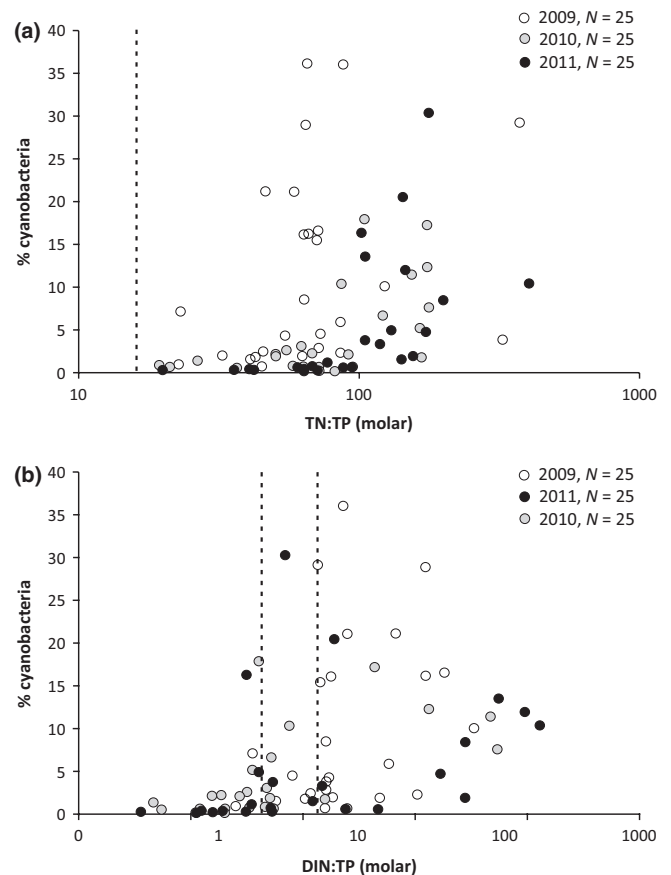 (a)
40
35
30
25
20
15
10
5
0
% cyanobacteria
2009, N = 25
2010, N = 25
2011, N = 25
10 100 1000
TN:TP (molar)
(b)
40
35
30
25
20
15
10
5
0
% cyanobacteria
2009, N = 25
2011, N = 25
2010, N = 25
0 1 10 100 1000
DIN:TP (molar)